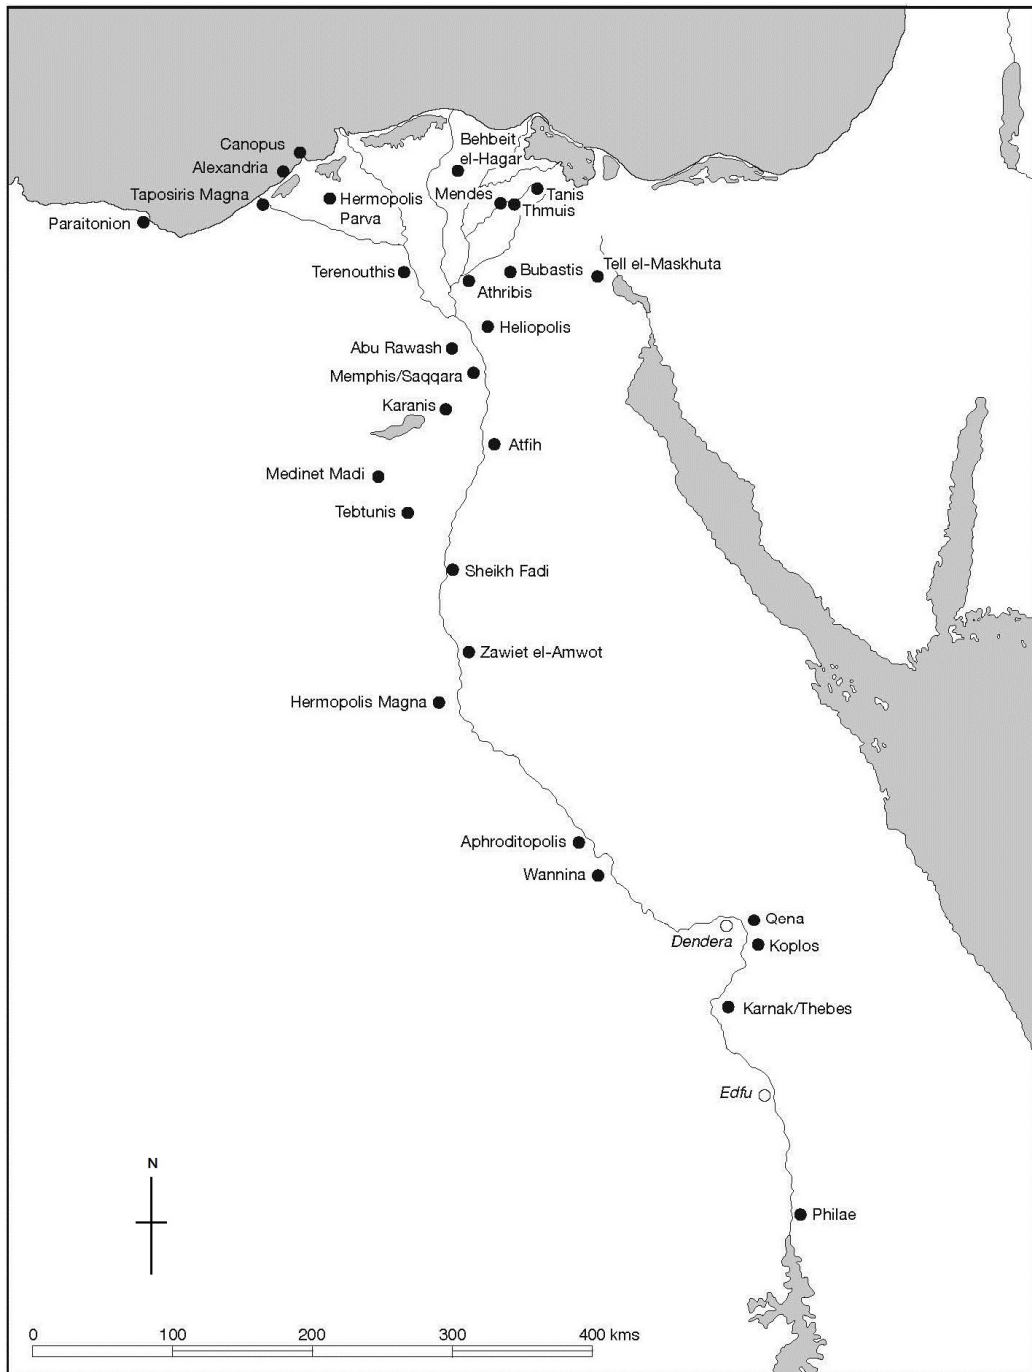 Canopus
Behbeit
el-Hagar
Alexandria
Taposiris Magna
Hermopolis
Parva
Mendes
Tanis
Thmuis
Paraitonion
Terenouthis
Bubastis
Tell el-Maskhuta
Athribis
Heliopolis
Abu Rawash
Memphis/Saqqara
Karanis
Atfih
Medinet Madi
Tebtunis
Sheikh Fadi
Zawiet el-Amwot
Hermopolis Magna
Aphroditopolis
Wannina
Qena
Dendera
Koplos
Karnak/Thebes
Edfu
N
Philae
0 100 200 300 400 kms